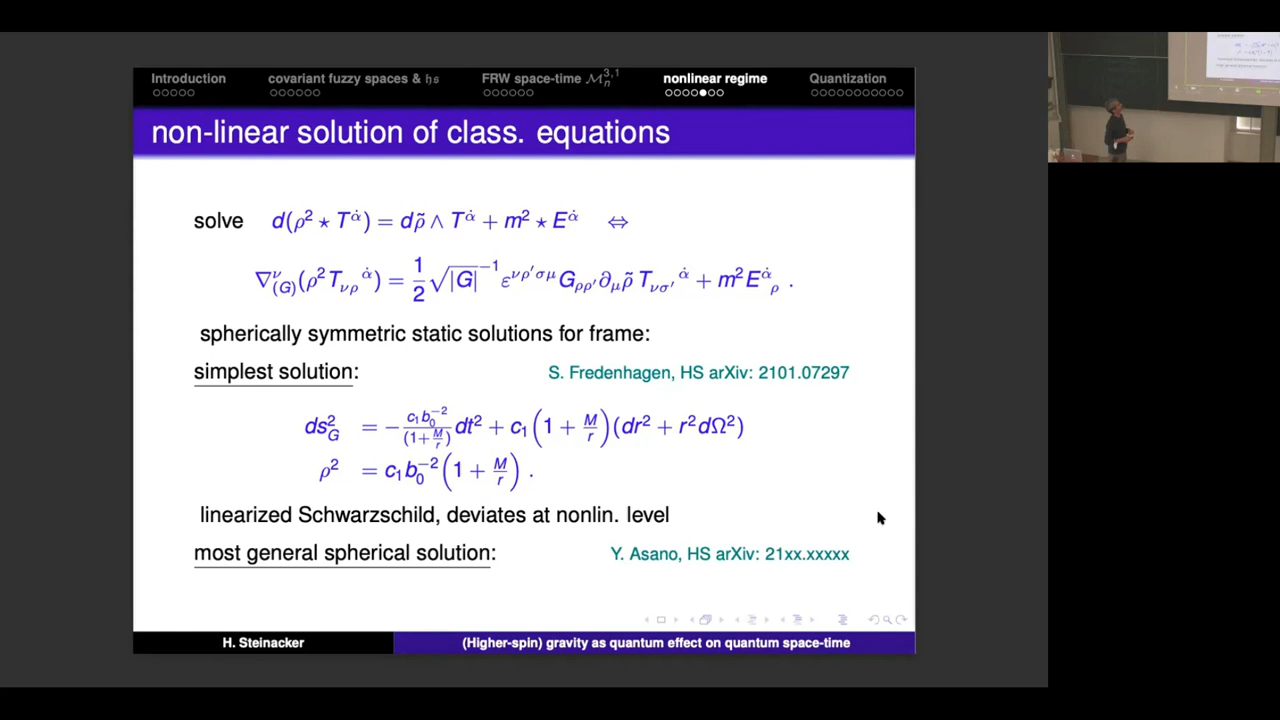 Introduction covariant fuzzy spaces & 𝔥𝔰 FRW space-time ℳₙ³·¹ nonlinear regime Quantization
non-linear solution of class. equations
solve d(ρ² ⋆ T^α̇) = dρ̃ ∧ T^α̇ + m² ⋆ E^α̇ ⇔
∇^ν_(G)(ρ² T_νρ^α̇) = 1/2 √|G|⁻¹ ε^νρ′σμ G_ρρ′ ∂_μ ρ̃ T_νσ′^α̇ + m² E^α̇_ρ .
spherically symmetric static solutions for frame:
simplest solution: S. Fredenhagen, HS arXiv: 2101.07297
ds²_G = − c₁b₀⁻²/(1+M/r) dt² + c₁(1 + M/r)(dr² + r²dΩ²)
ρ² = c₁b₀⁻²(1 + M/r) .
linearized Schwarzschild, deviates at nonlin. level
most general spherical solution: Y. Asano, HS arXiv: 21xx.xxxxx
H. Steinacker (Higher-spin) gravity as quantum effect on quantum space-time